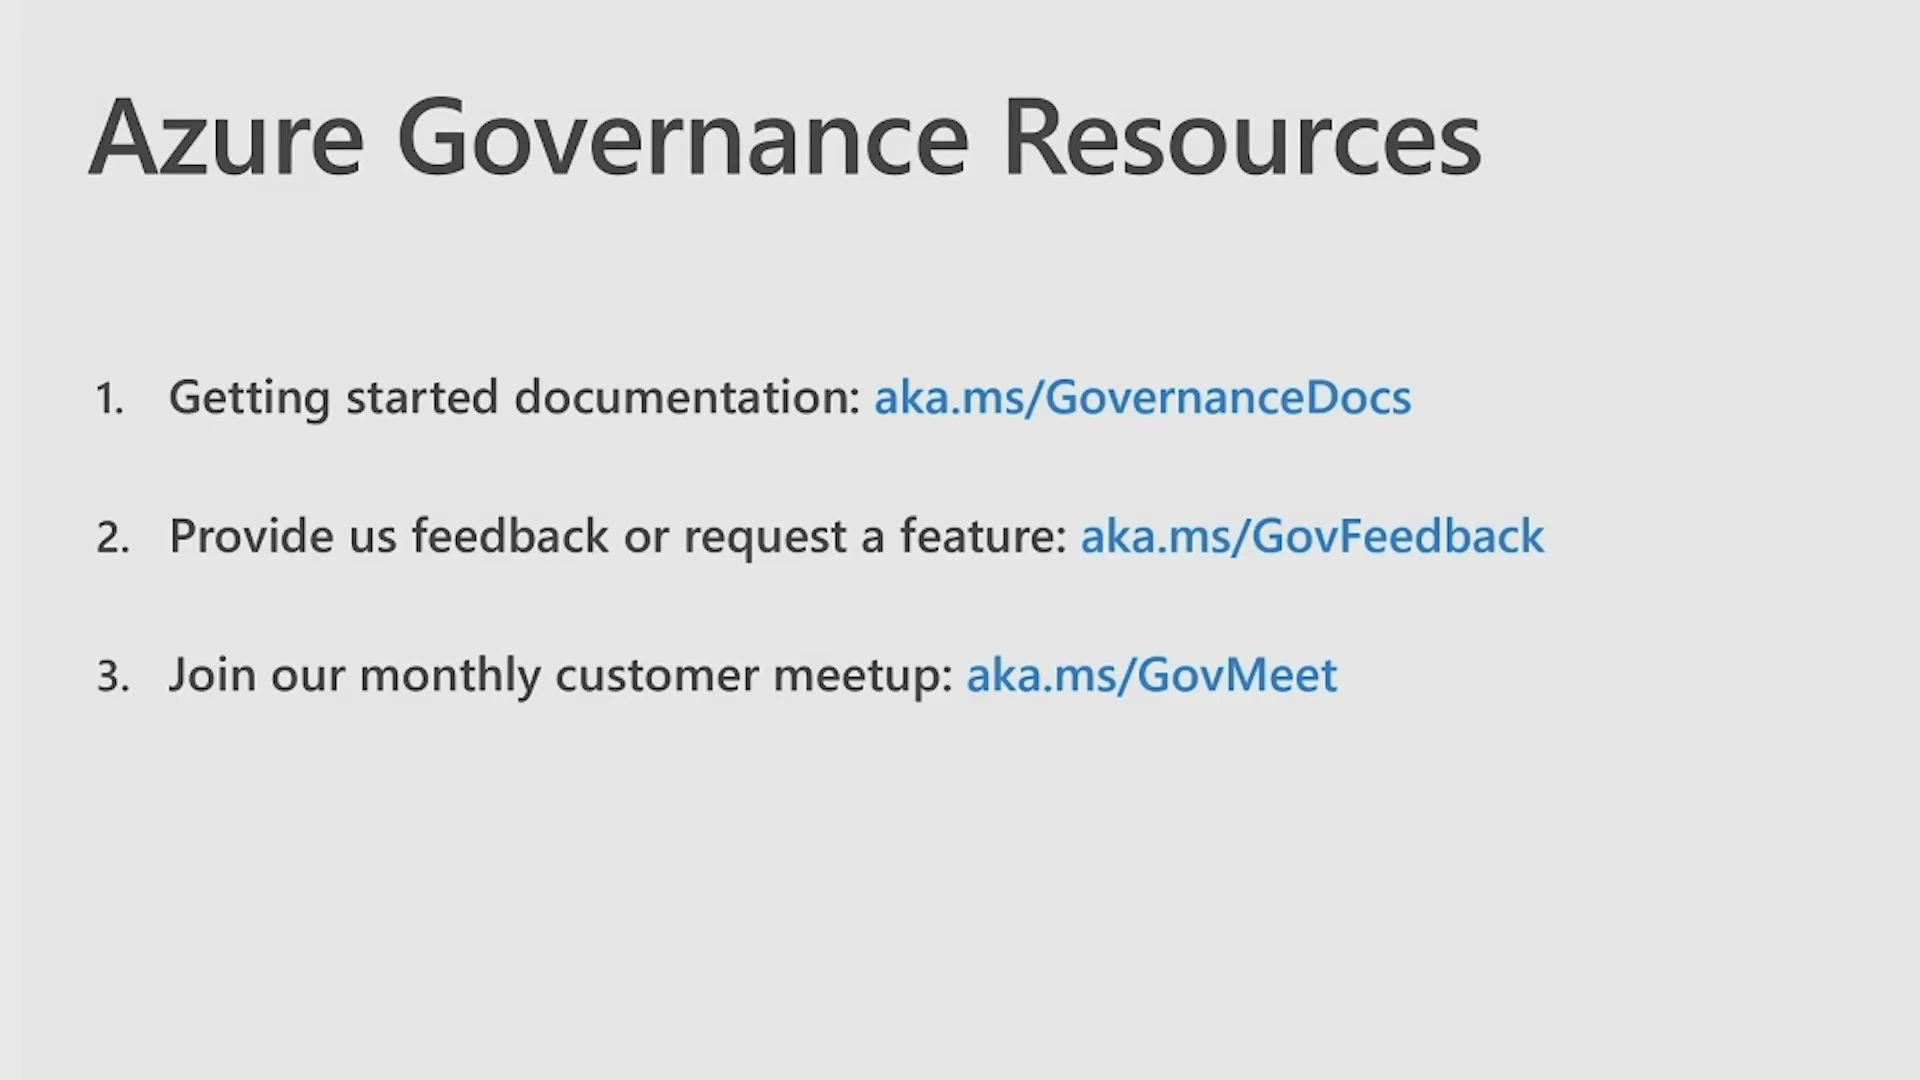 Azure Governance Resources
1. Getting started documentation: aka.ms/GovernanceDocs
2. Provide us feedback or request a feature: aka.ms/GovFeedback
3. Join our monthly customer meetup: aka.ms/GovMeet